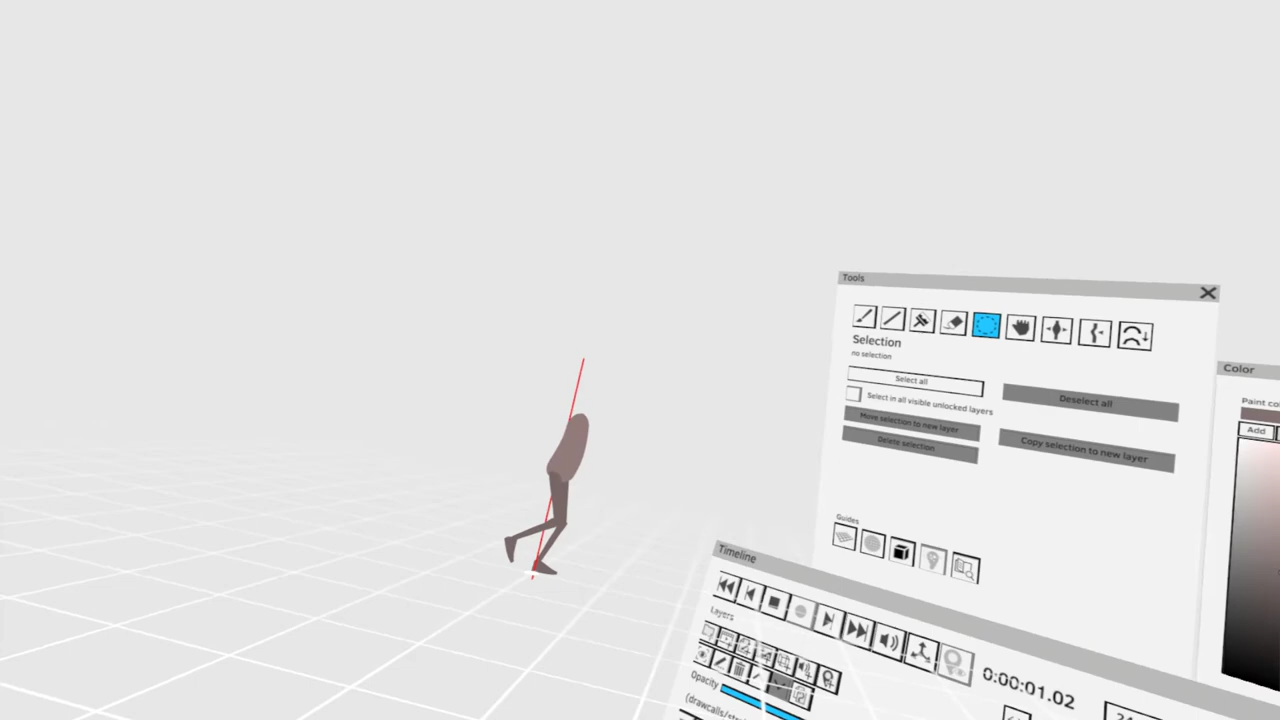 Tools
Selection
no selection
Select all
Deselect all
Select in all visible unlocked layers
Move selection to new layer
Copy selection to new layer
Delete selection
Guides
Color
Paint
Add
Timeline
0:00:01.02
Layers
Opacity